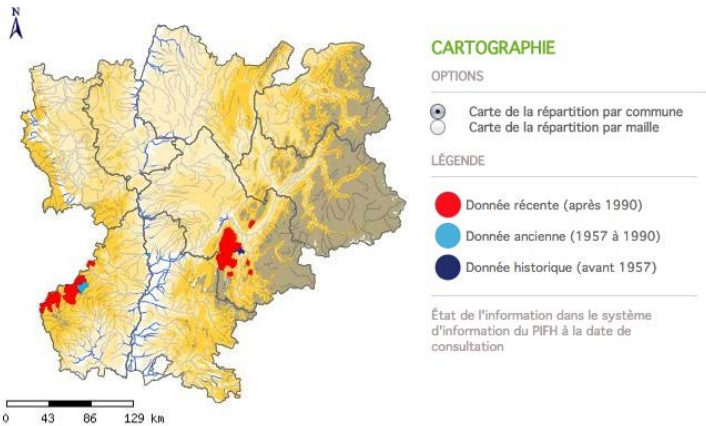 N
CARTOGRAPHIE
OPTIONS
Carte de la répartition par commune
Carte de la répartition par maille
LÉGENDE
Donnée récente (après 1990)
Donnée ancienne (1957 à 1990)
Donnée historique (avant 1957)
État de l'information dans le système
d'information du PIFH à la date de
consultation
0 43 86 129 km